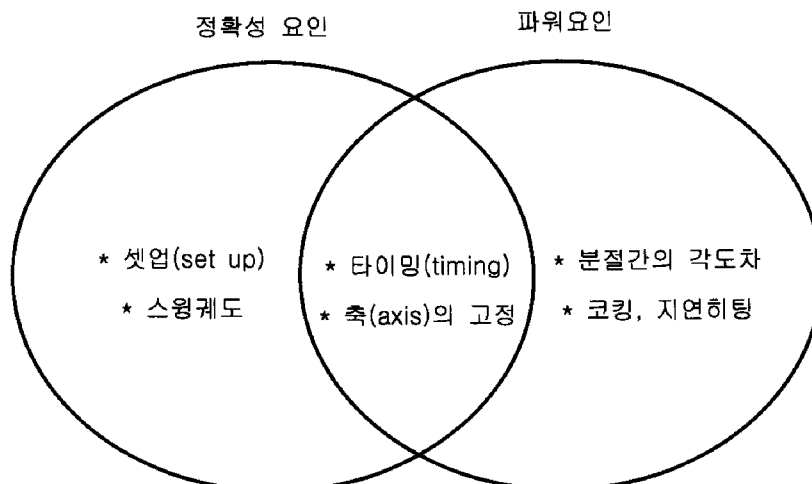 정확성 요인
파워요인
* 셋업(set up)
* 스윙궤도
* 타이밍(timing)
* 축(axis)의 고정
* 분절간의 각도차
* 코킹, 지연히팅